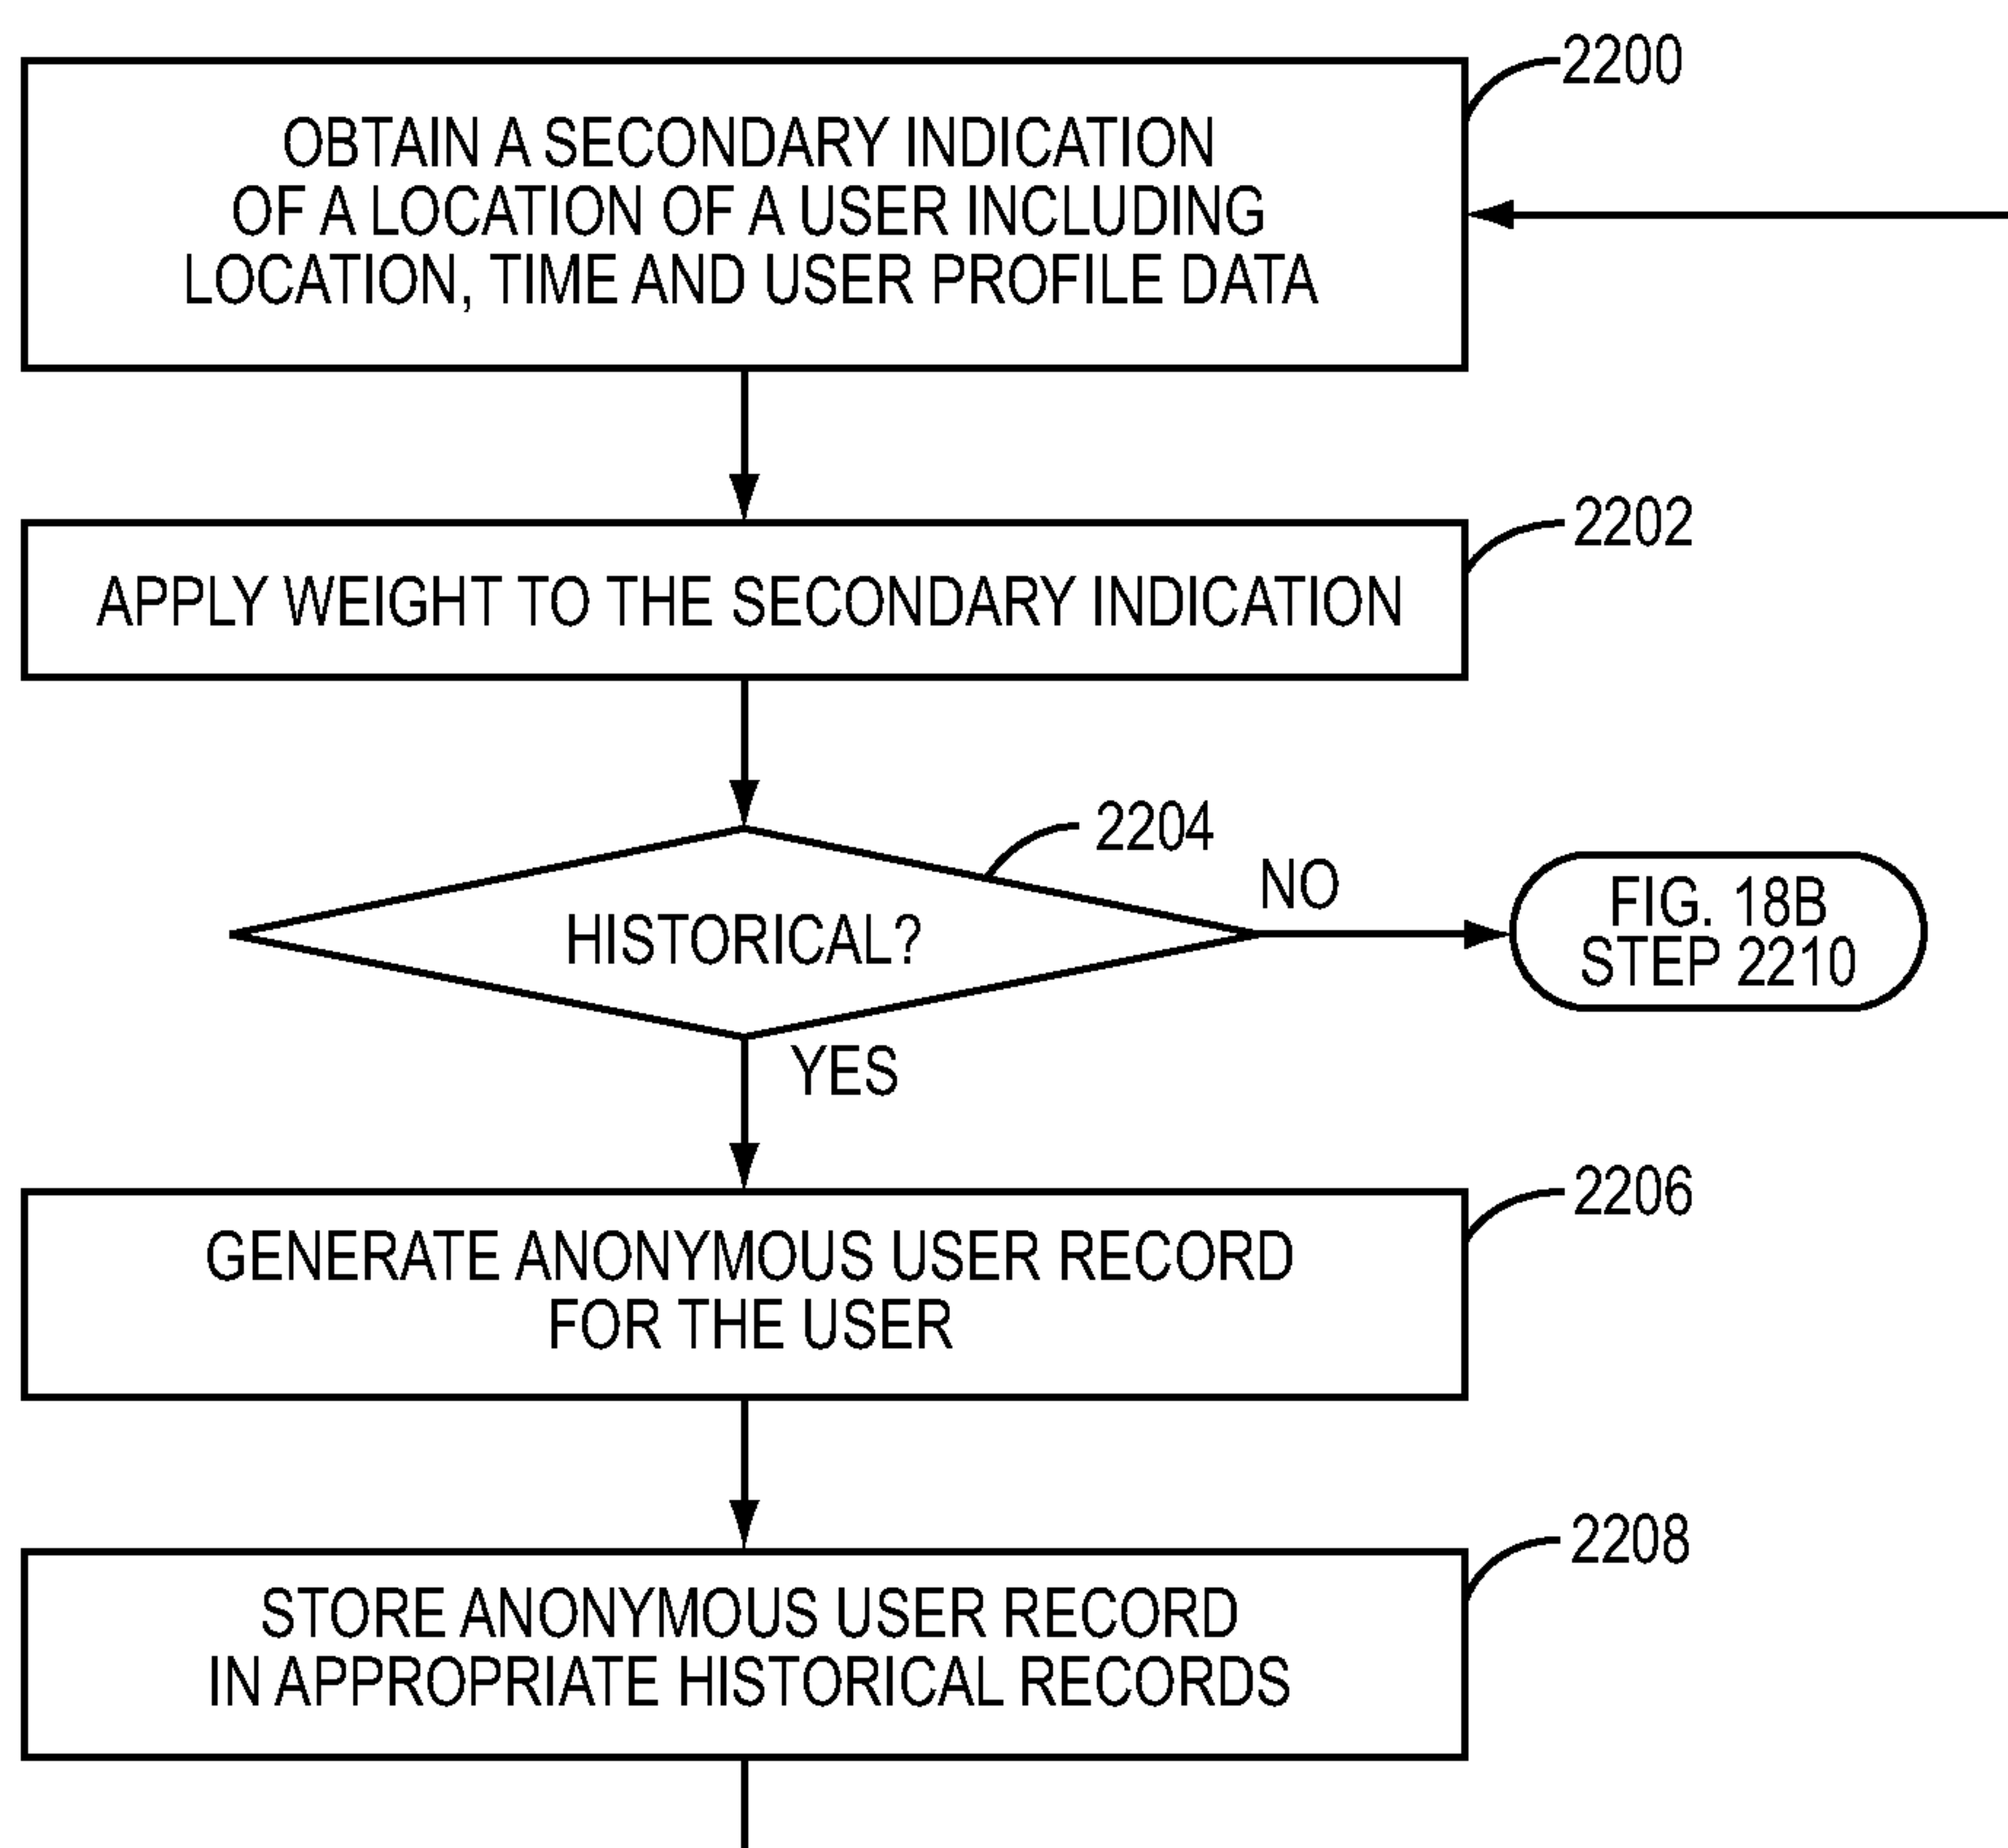 2200
OBTAIN A SECONDARY INDICATION
OF A LOCATION OF A USER INCLUDING
LOCATION, TIME AND USER PROFILE DATA
2202
APPLY WEIGHT TO THE SECONDARY INDICATION
2204
HISTORICAL?
NO
FIG. 18B
STEP 2210
YES
2206
GENERATE ANONYMOUS USER RECORD
FOR THE USER
2208
STORE ANONYMOUS USER RECORD
IN APPROPRIATE HISTORICAL RECORDS